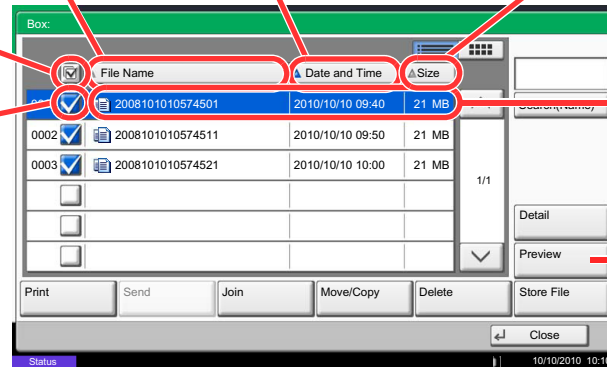 Box:
File Name Date and Time Size
2008101010574501 2010/10/10 09:40 21 MB
Search(Name)
0002 2008101010574511 2010/10/10 09:50 21 MB
0003 2008101010574521 2010/10/10 10:00 21 MB
1/1
Detail
Preview
Print Send Join Move/Copy Delete Store File
Close
Status 10/10/2010